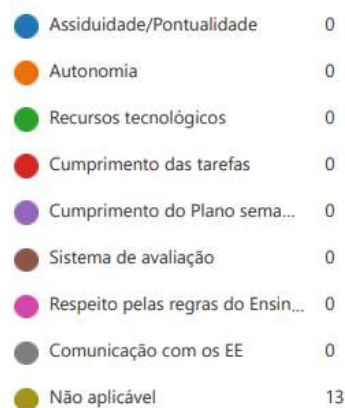 Assiduidade/Pontualidade 0
Autonomia 0
Recursos tecnológicos 0
Cumprimento das tarefas 0
Cumprimento do Plano sema... 0
Sistema de avaliação 0
Respeito pelas regras do Ensin... 0
Comunicação com os EE 0
Não aplicável 13